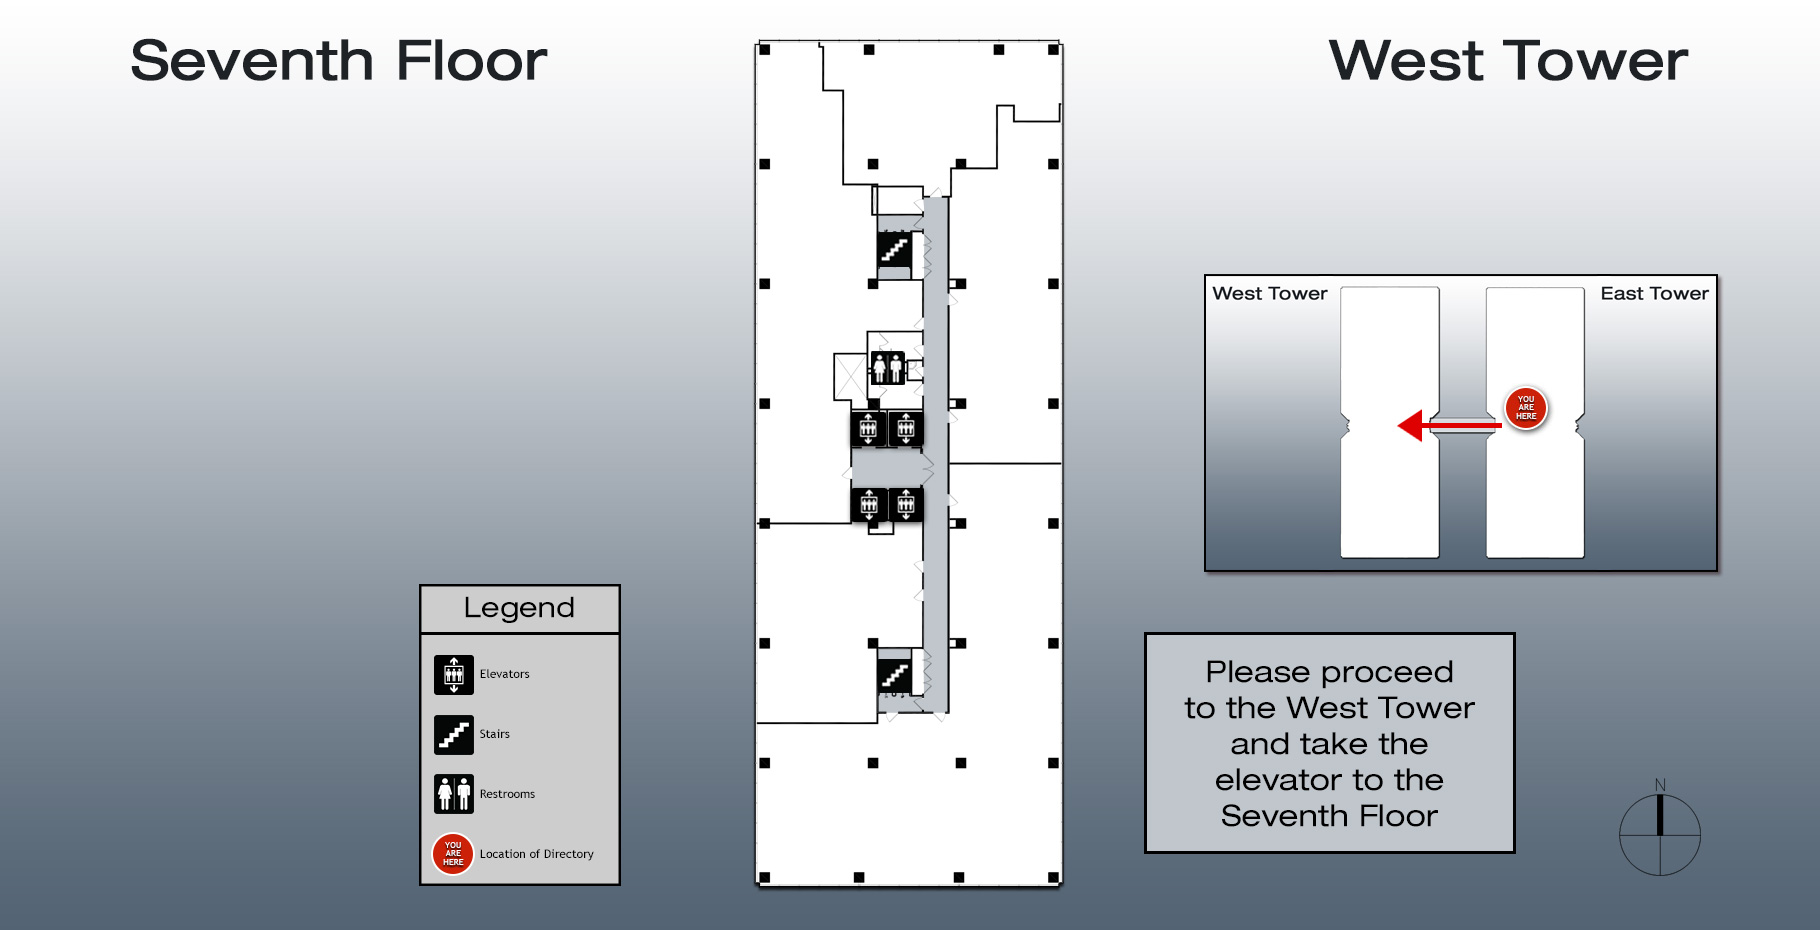 Seventh Floor
West Tower
West Tower
East Tower
YOU
ARE
HERE
Legend
Elevators
Stairs
Restrooms
YOU
ARE
HERE
Location of Directory
Please proceed
to the West Tower
and take the
elevator to the
Seventh Floor
N